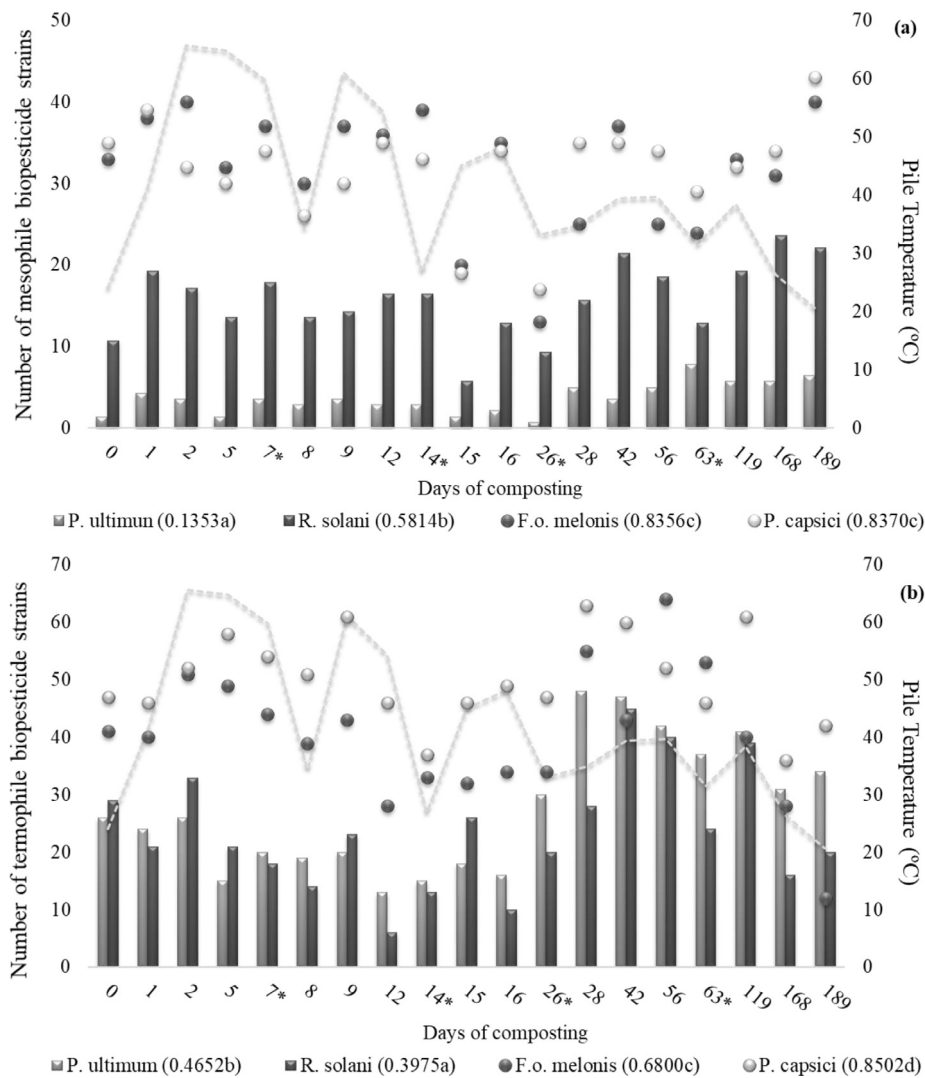 (a)
Number of mesophile biopesticide strains
50
40
30
20
10
0
70
60
50
40
30
20
10
0
Pile Temperature (ºC)
0 1 2 5 7* 8 9 12 14* 15 16 26* 28 42 56 63* 119 168 189
Days of composting
P. ultimun (0.1353a) R. solani (0.5814b) F.o. melonis (0.8356c) P. capsici (0.8370c)
(b)
Number of termophile biopesticide strains
70
60
50
40
30
20
10
0
70
60
50
40
30
20
10
0
Pile Temperature (ºC)
0 1 2 5 7* 8 9 12 14* 15 16 26* 28 42 56 63* 119 168 189
Days of composting
P. ultimum (0.4652b) R. solani (0.3975a) F.o. melonis (0.6800c) P. capsici (0.8502d)